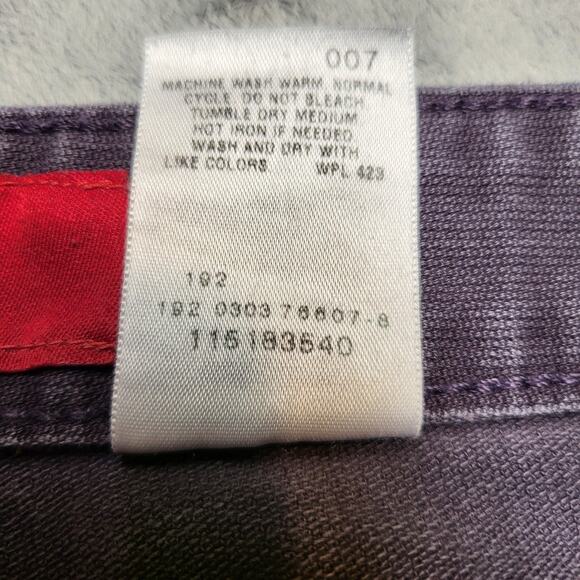 007
MACHINE WASH WARM, NORMAL
CYCLE DO NOT BLEACH
TUMBLE DRY MEDIUM
HOT IRON IF NEEDED
WASH AND DRY WITH
LIKE COLORS WPL 423
192
192 0303 76607-8
115183540